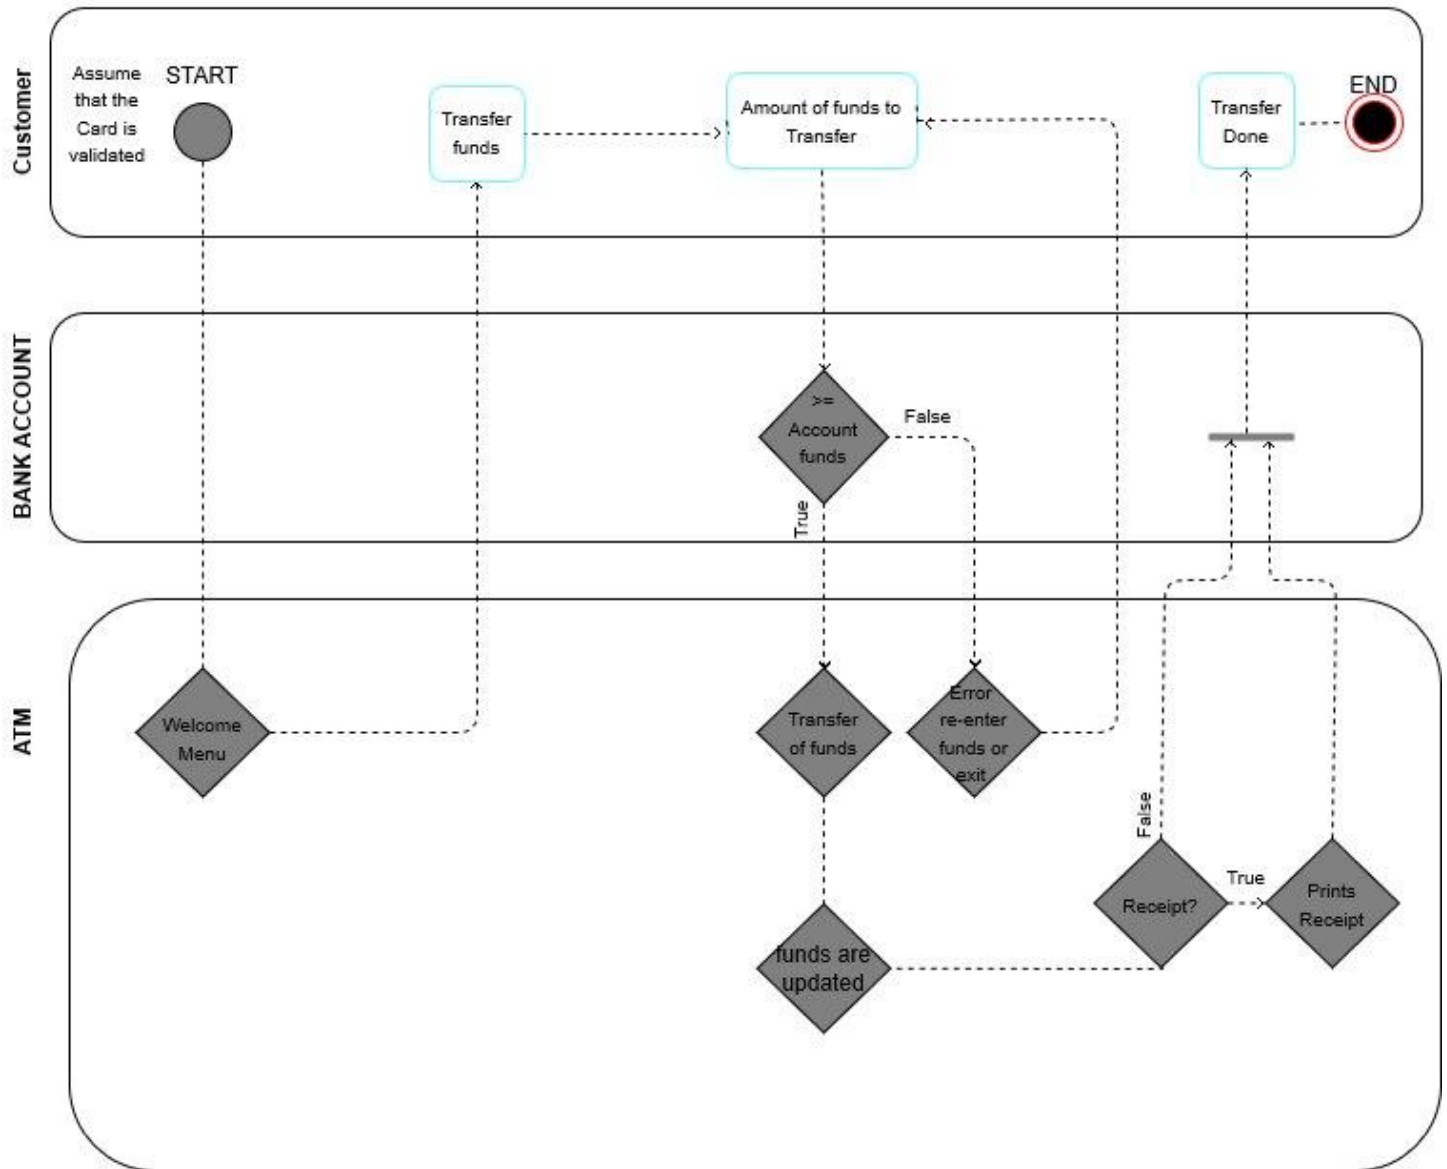 Customer
Assume
that the
Card is
validated
START
Transfer
funds
Amount of funds to
Transfer
Transfer
Done
END
BANK ACCOUNT
>=
Account
funds
False
True
ATM
Welcome
Menu
Transfer
of funds
Error
re-enter
funds or
exit
funds are
updated
False
Receipt?
True
Prints
Receipt